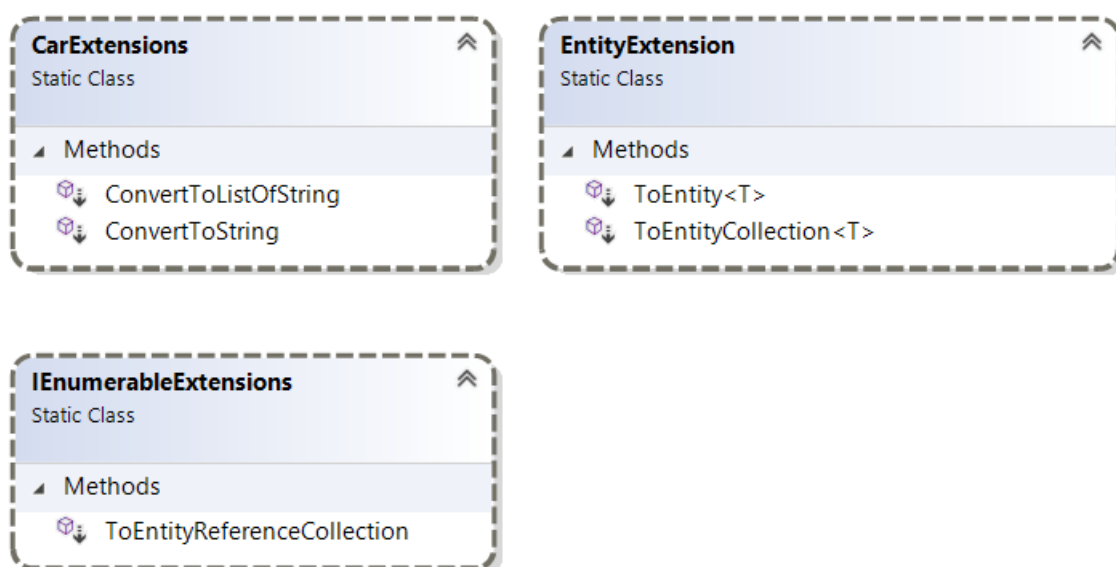 CarExtensions
Static Class
Methods
ConvertToListOfString
ConvertToString
EntityExtension
Static Class
Methods
ToEntity<T>
ToEntityCollection<T>
IEnumerableExtensions
Static Class
Methods
ToEntityReferenceCollection